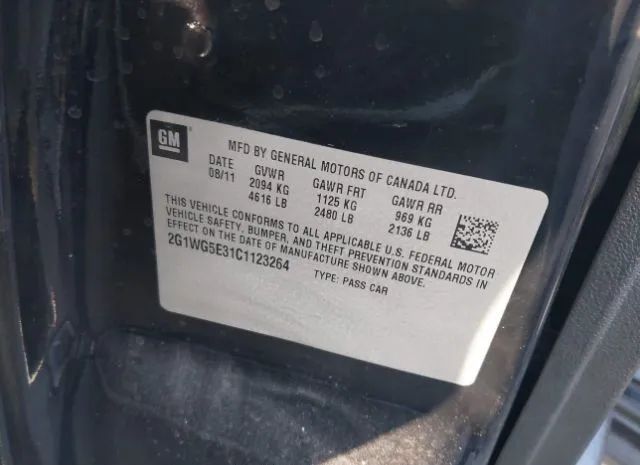 GM
MFD BY GENERAL MOTORS OF CANADA LTD.
DATE GVWR GAWR FRT GAWR RR
08/11 2094 KG 1125 KG 969 KG
4616 LB 2480 LB 2136 LB
THIS VEHICLE CONFORMS TO ALL APPLICABLE U.S. FEDERAL MOTOR
VEHICLE SAFETY, BUMPER, AND THEFT PREVENTION STANDARDS IN
EFFECT ON THE DATE OF MANUFACTURE SHOWN ABOVE.
2G1WG5E31C1123264 TYPE: PASS CAR